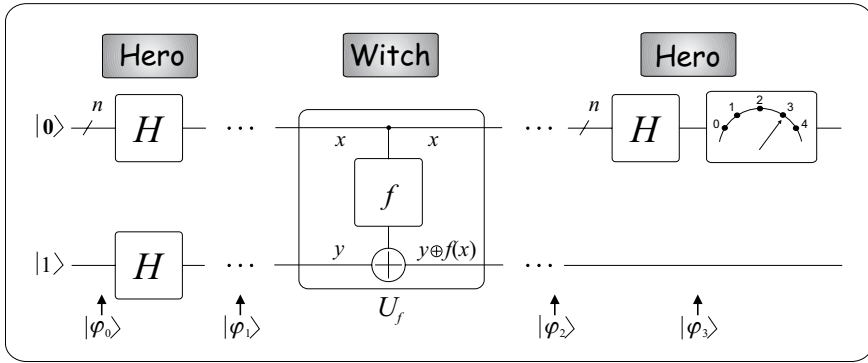 Hero Witch Hero
|0⟩ n H ... x x ... n H 0 1 2 3 4
f
|1⟩ H ... y y⊕f(x) ...
U_f
|φ₀⟩ |φ₁⟩ |φ₂⟩ |φ₃⟩